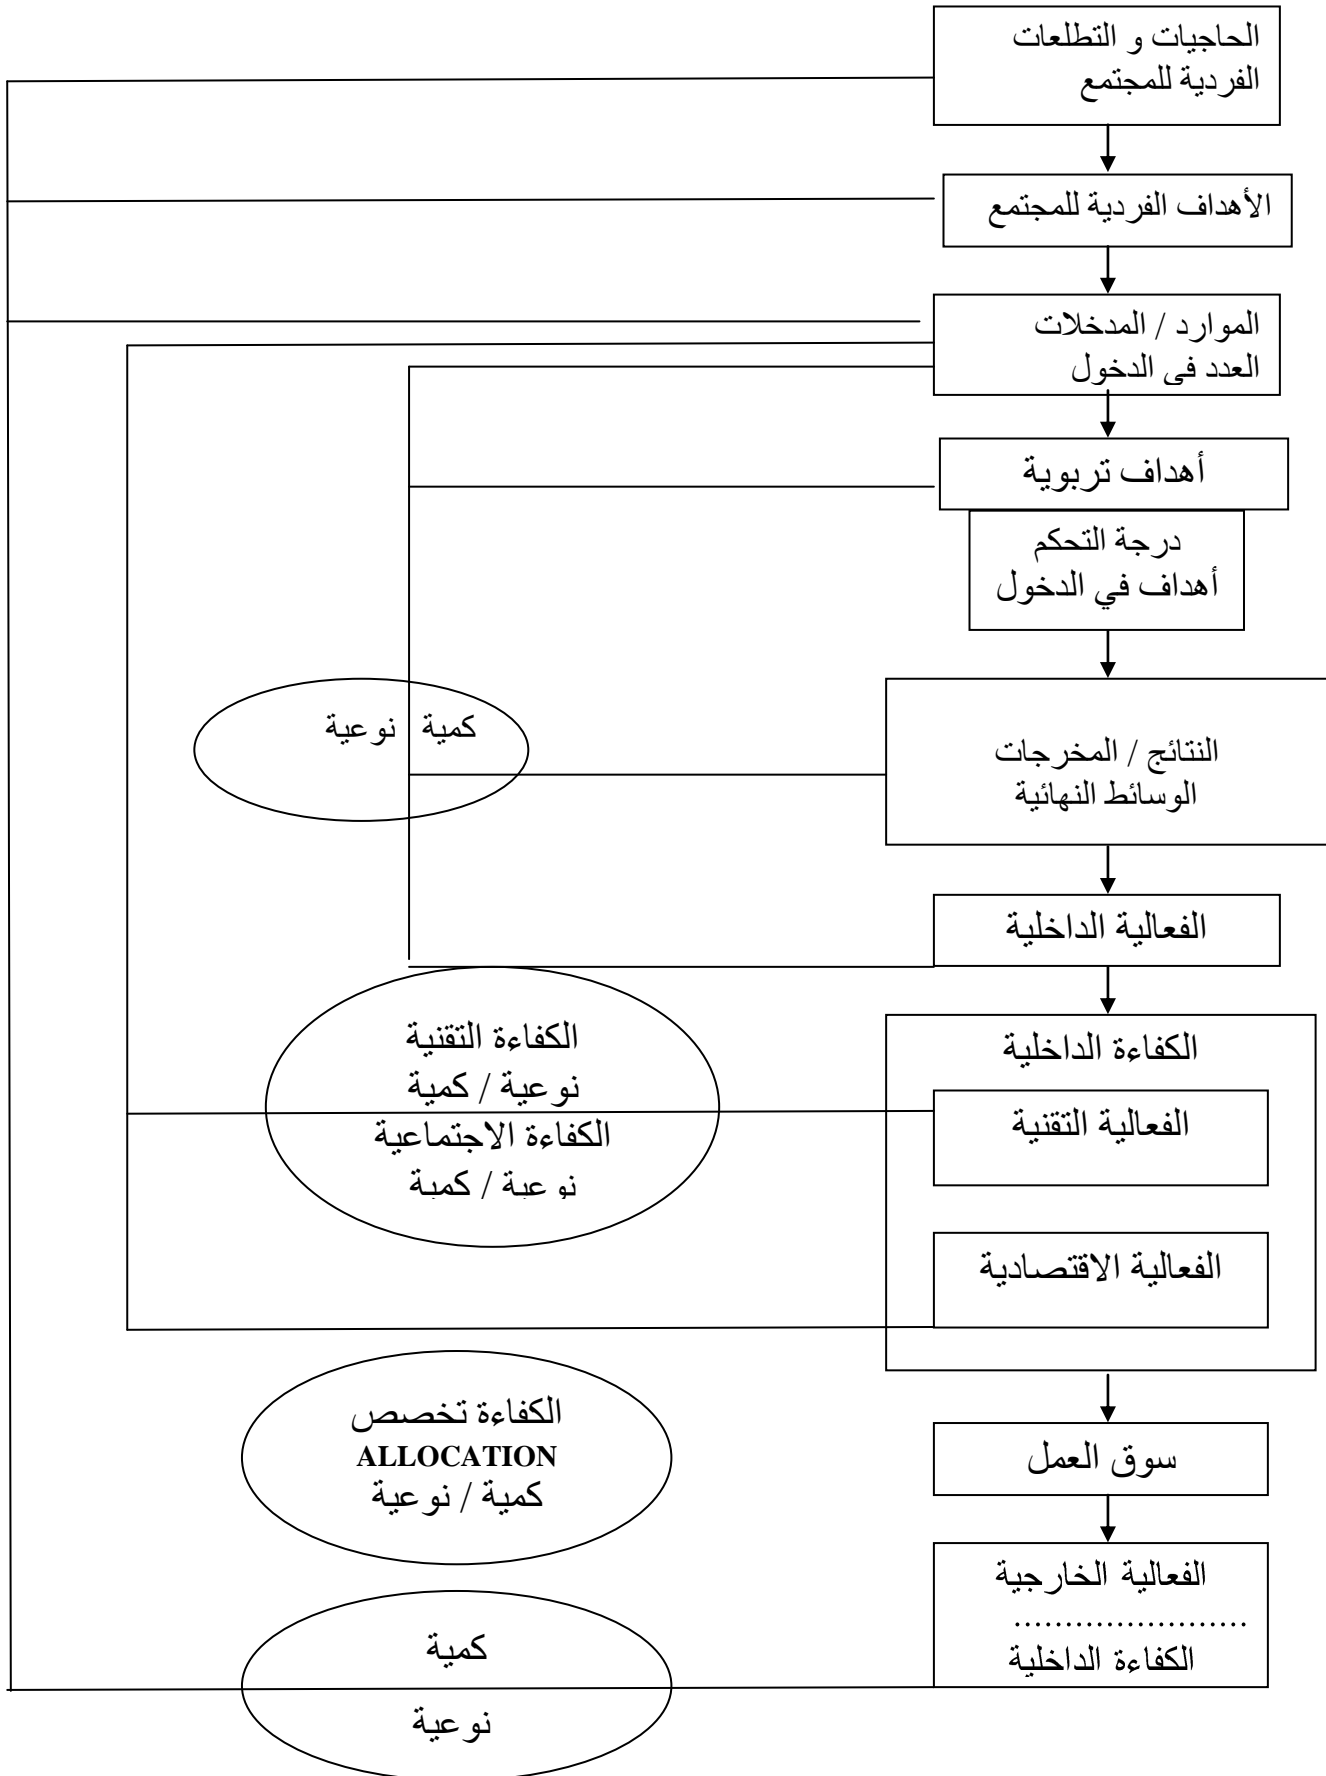 الحاجيات و التطلعات
الفردية للمجتمع
الأهداف الفردية للمجتمع
الموارد / المدخلات
العدد في الدخول
أهداف تربوية
درجة التحكم
أهداف في الدخول
كمية نوعية
النتائج / المخرجات
الوسائط النهائية
الفعالية الداخلية
الكفاءة الداخلية
الفعالية التقنية
الفعالية الاقتصادية
الكفاءة التقنية
نوعية / كمية
الكفاءة الاجتماعية
نوعية / كمية
الكفاءة تخصص
ALLOCATION
كمية / نوعية
سوق العمل
الفعالية الخارجية
.......................
الكفاءة الداخلية
كمية
نوعية